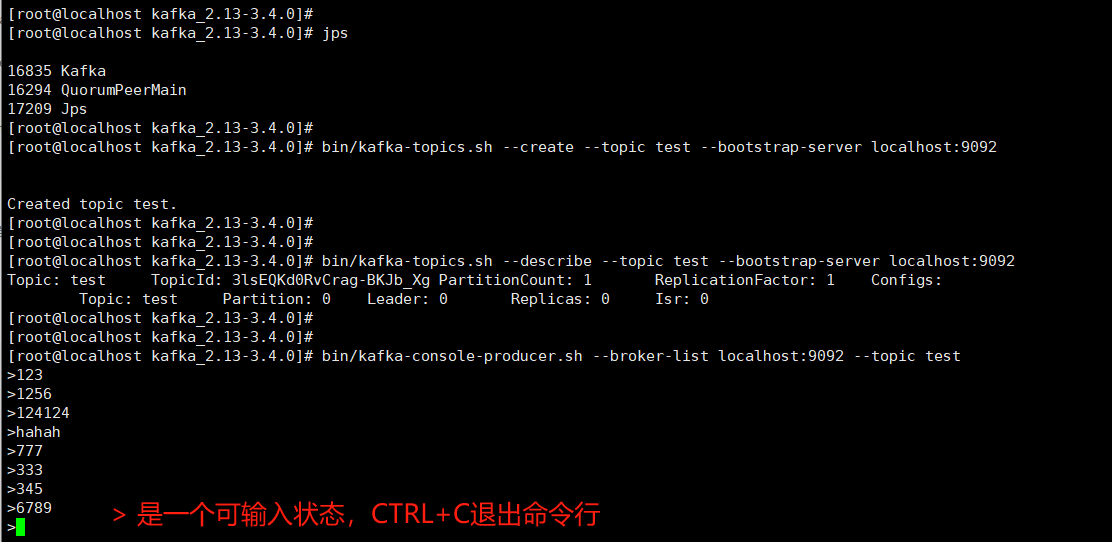 [root@localhost kafka_2.13-3.4.0]#
[root@localhost kafka_2.13-3.4.0]# jps
16835 Kafka
16294 QuorumPeerMain
17209 Jps
[root@localhost kafka_2.13-3.4.0]#
[root@localhost kafka_2.13-3.4.0]# bin/kafka-topics.sh --create --topic test --bootstrap-server localhost:9092
Created topic test.
[root@localhost kafka_2.13-3.4.0]#
[root@localhost kafka_2.13-3.4.0]#
[root@localhost kafka_2.13-3.4.0]# bin/kafka-topics.sh --describe --topic test --bootstrap-server localhost:9092
Topic: test     TopicId: 3lsEQKd0RvCrag-BKJb_Xg PartitionCount: 1       ReplicationFactor: 1    Configs:
        Topic: test     Partition: 0    Leader: 0       Replicas: 0     Isr: 0
[root@localhost kafka_2.13-3.4.0]#
[root@localhost kafka_2.13-3.4.0]#
[root@localhost kafka_2.13-3.4.0]# bin/kafka-console-producer.sh --broker-list localhost:9092 --topic test
>123
>1256
>124124
>hahah
>777
>333
>345
>6789
> 是一个可输入状态，CTRL+C退出命令行
>